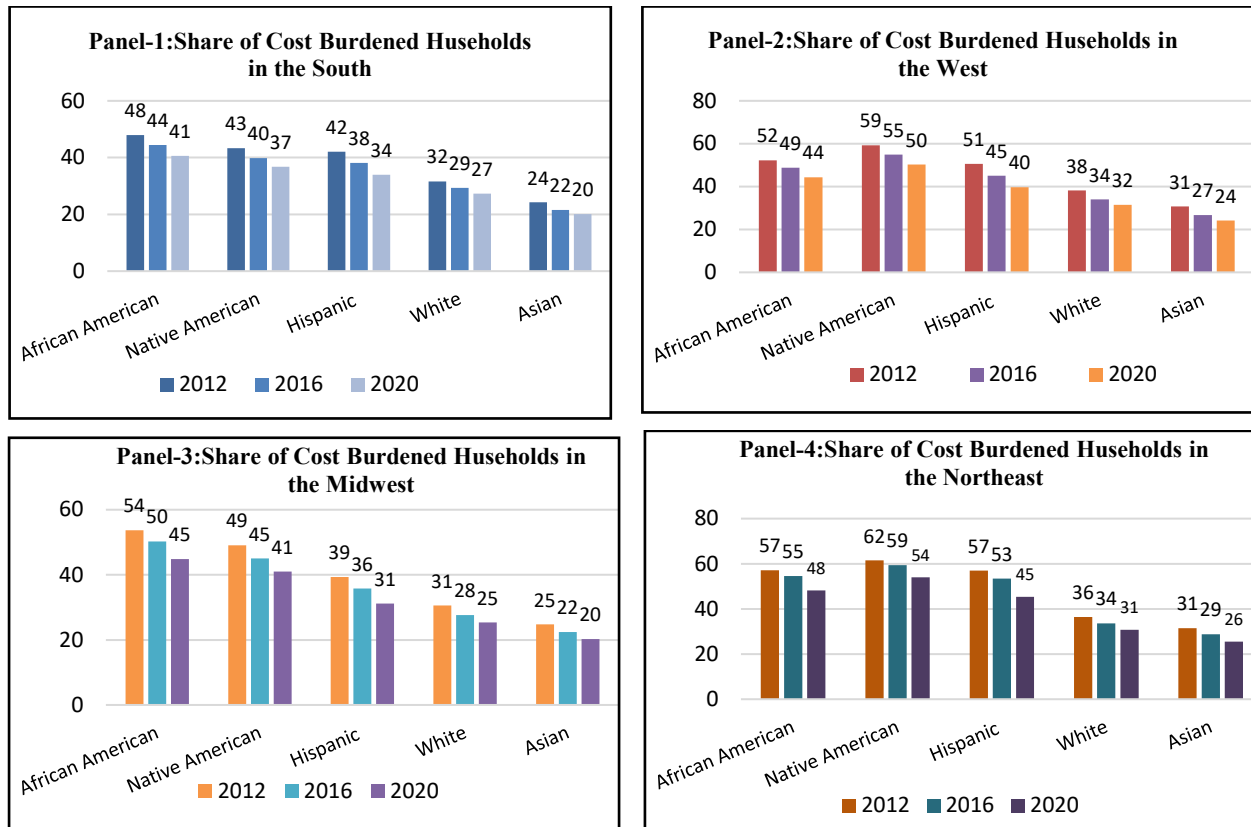 Panel-1:Share of Cost Burdened Huseholds
in the South
60
40
20
0
48 44 41
43 40 37
42 38 34
32 29 27
24 22 20
African American
Native American
Hispanic
White
Asian
2012 2016 2020
Panel-2:Share of Cost Burdened Huseholds in
the West
80
60
40
20
0
52 49 44
59 55 50
51 45 40
38 34 32
31 27 24
African American
Native American
Hispanic
White
Asian
2012 2016 2020
Panel-3:Share of Cost Burdened Huseholds in
the Midwest
60
40
20
0
54 50 45
49 45 41
39 36 31
31 28 25
25 22 20
African American
Native American
Hispanic
White
Asian
2012 2016 2020
Panel-4:Share of Cost Burdened Huseholds in
the Northeast
80
60
40
20
0
57 55 48
62 59 54
57 53 45
36 34 31
31 29 26
African American
Native American
Hispanic
White
Asian
2012 2016 2020